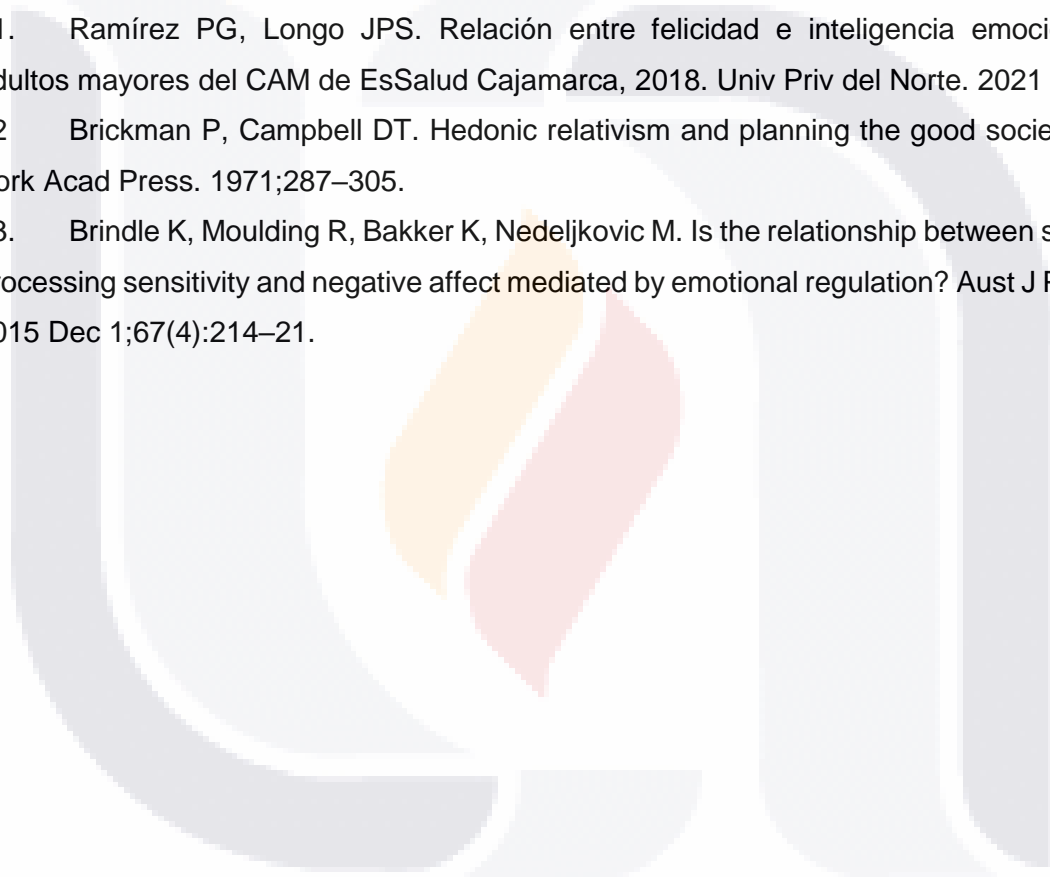 1. Ramírez PG, Longo JPS. Relación entre felicidad e inteligencia
dultos mayores del CAM de EsSalud Cajamarca, 2018. Univ Priv del Norte. 2021
2 Brickman P, Campbell DT. Hedonic relativism and planning the good
ork Acad Press. 1971;287–305.
3. Brindle K, Moulding R, Bakker K, Nedeljkovic M. Is the relationship between
rocessing sensitivity and negative affect mediated by emotional regulation? Aust J
015 Dec 1;67(4):214–21.